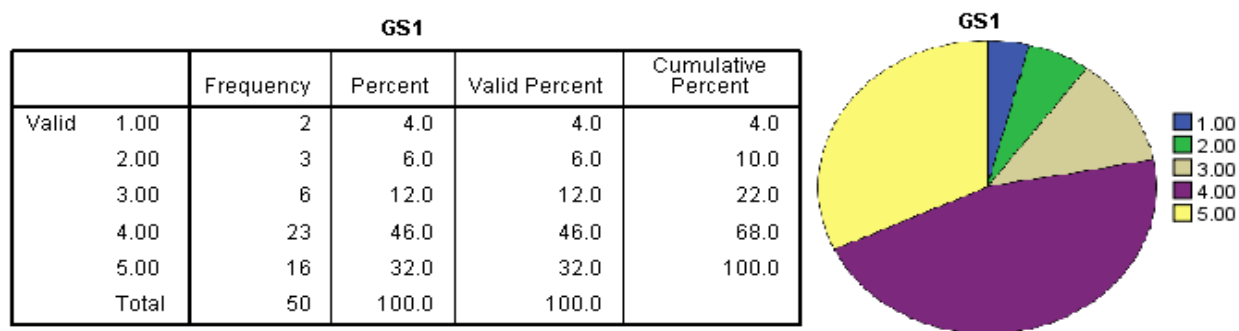 GS1
Frequency Percent Valid Percent Cumulative Percent
Valid 1.00 2 4.0 4.0 4.0
2.00 3 6.0 6.0 10.0
3.00 6 12.0 12.0 22.0
4.00 23 46.0 46.0 68.0
5.00 16 32.0 32.0 100.0
Total 50 100.0 100.0
GS1
1.00
2.00
3.00
4.00
5.00